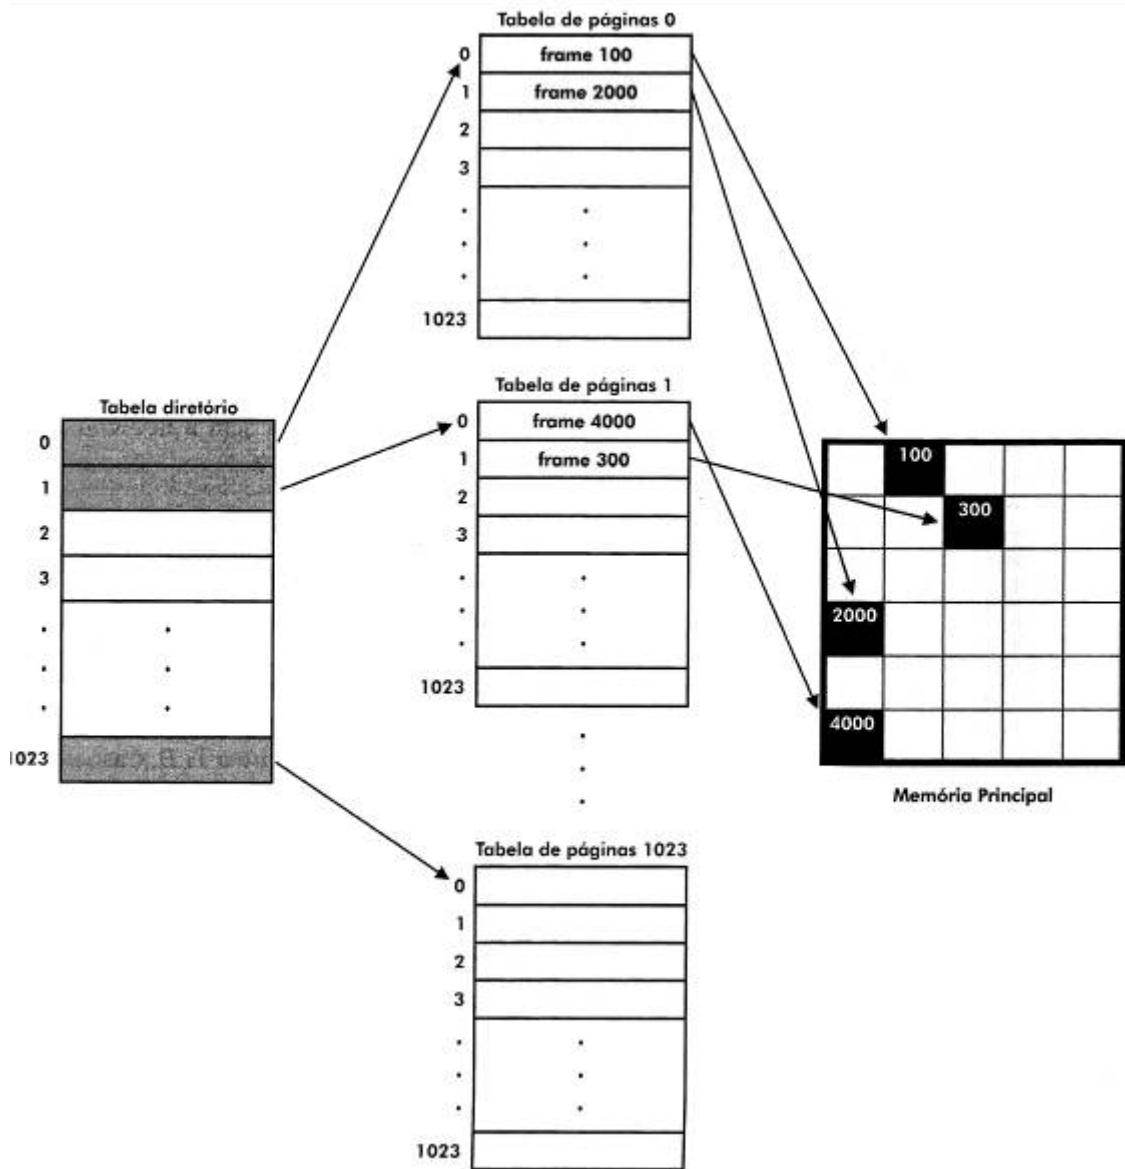 Tabela de páginas 0
0 frame 100
1 frame 2000
2
3
1023
Tabela de páginas 1
0 frame 4000
1 frame 300
2
3
1023
Tabela diretório
0
1
2
3
1023
100
300
2000
4000
Memória Principal
Tabela de páginas 1023
0
1
2
3
1023